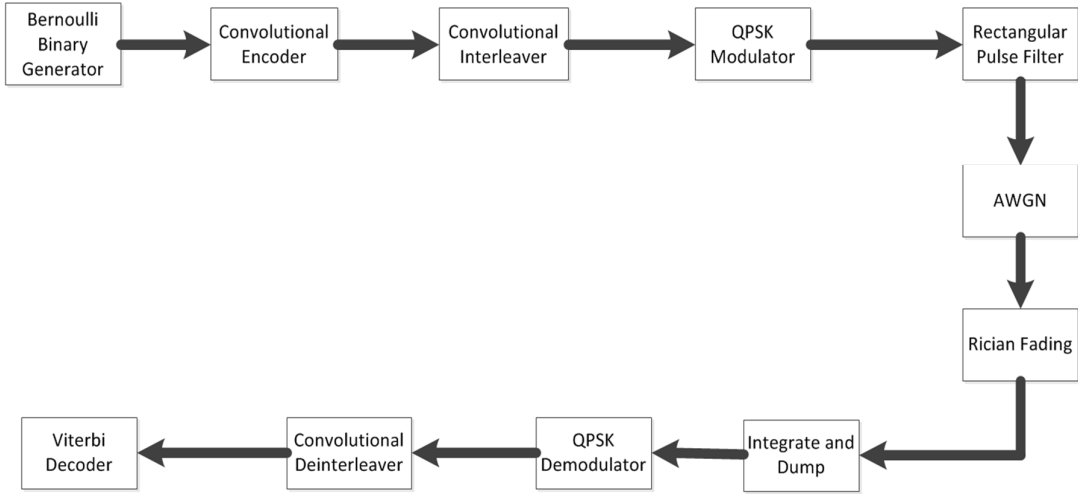 Bernoulli
Binary
Generator
Convolutional
Encoder
Convolutional
Interleaver
QPSK
Modulator
Rectangular
Pulse Filter
AWGN
Rician Fading
Integrate and
Dump
QPSK
Demodulator
Convolutional
Deinterleaver
Viterbi
Decoder